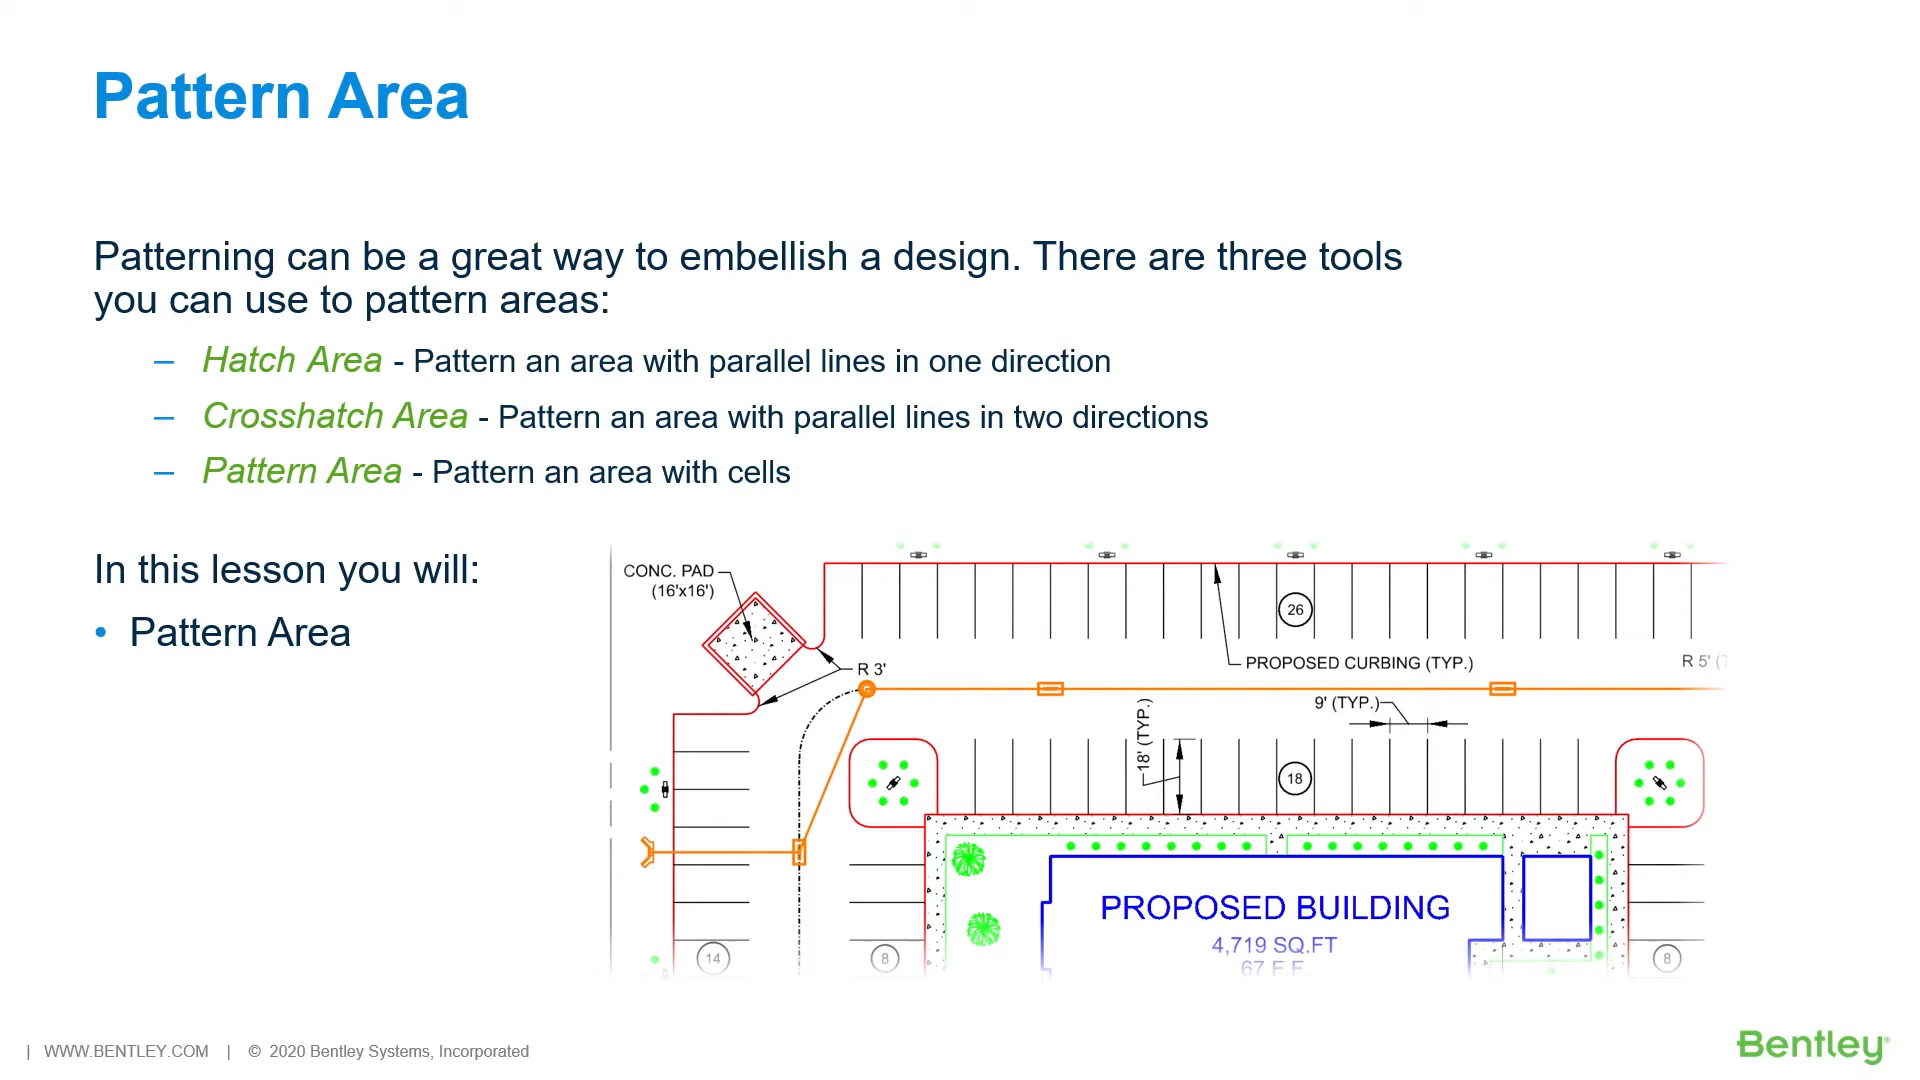 Pattern Area
Patterning can be a great way to embellish a design. There are three tools
you can use to pattern areas:
– Hatch Area - Pattern an area with parallel lines in one direction
– Crosshatch Area - Pattern an area with parallel lines in two directions
– Pattern Area - Pattern an area with cells
In this lesson you will:
• Pattern Area
CONC. PAD
(16'x16')
26
R 3'
PROPOSED CURBING (TYP.)
R 5' (T
9' (TYP.)
18' (TYP.)
18
PROPOSED BUILDING
4,719 SQ.FT
67 F.F.
14
8
8
| WWW.BENTLEY.COM | © 2020 Bentley Systems, Incorporated
Bentley®